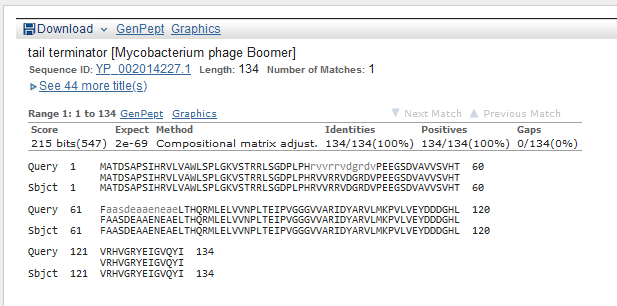 Download GenPept Graphics
tail terminator [Mycobacterium phage Boomer]
Sequence ID: YP_002014227.1 Length: 134 Number of Matches: 1
See 44 more title(s)
Range 1: 1 to 134 GenPept Graphics Next Match Previous Match
Score Expect Method Identities Positives Gaps
215 bits(547) 2e-69 Compositional matrix adjust. 134/134(100%) 134/134(100%) 0/134(0%)
Query 1 MATDSAPSIHRVLVAWLSPLGKVSTRRLSGDPLPHrvvrrvdgrdvPEEGSDVAVVSVHT 60
MATDSAPSIHRVLVAWLSPLGKVSTRRLSGDPLPHRVVRRVDGRDVPEEGSDVAVVSVHT
Sbjct 1 MATDSAPSIHRVLVAWLSPLGKVSTRRLSGDPLPHRVVRRVDGRDVPEEGSDVAVVSVHT 60
Query 61 FaasdeaaeneaeLTHQRMLELVVNPLTEIPVGGGVVARIDYARVLMKPVLVEYDDDGHL 120
FAASDEAAENEAELTHQRMLELVVNPLTEIPVGGGVVARIDYARVLMKPVLVEYDDDGHL
Sbjct 61 FAASDEAAENEAELTHQRMLELVVNPLTEIPVGGGVVARIDYARVLMKPVLVEYDDDGHL 120
Query 121 VRHVGRYEIGVQYI 134
VRHVGRYEIGVQYI
Sbjct 121 VRHVGRYEIGVQYI 134